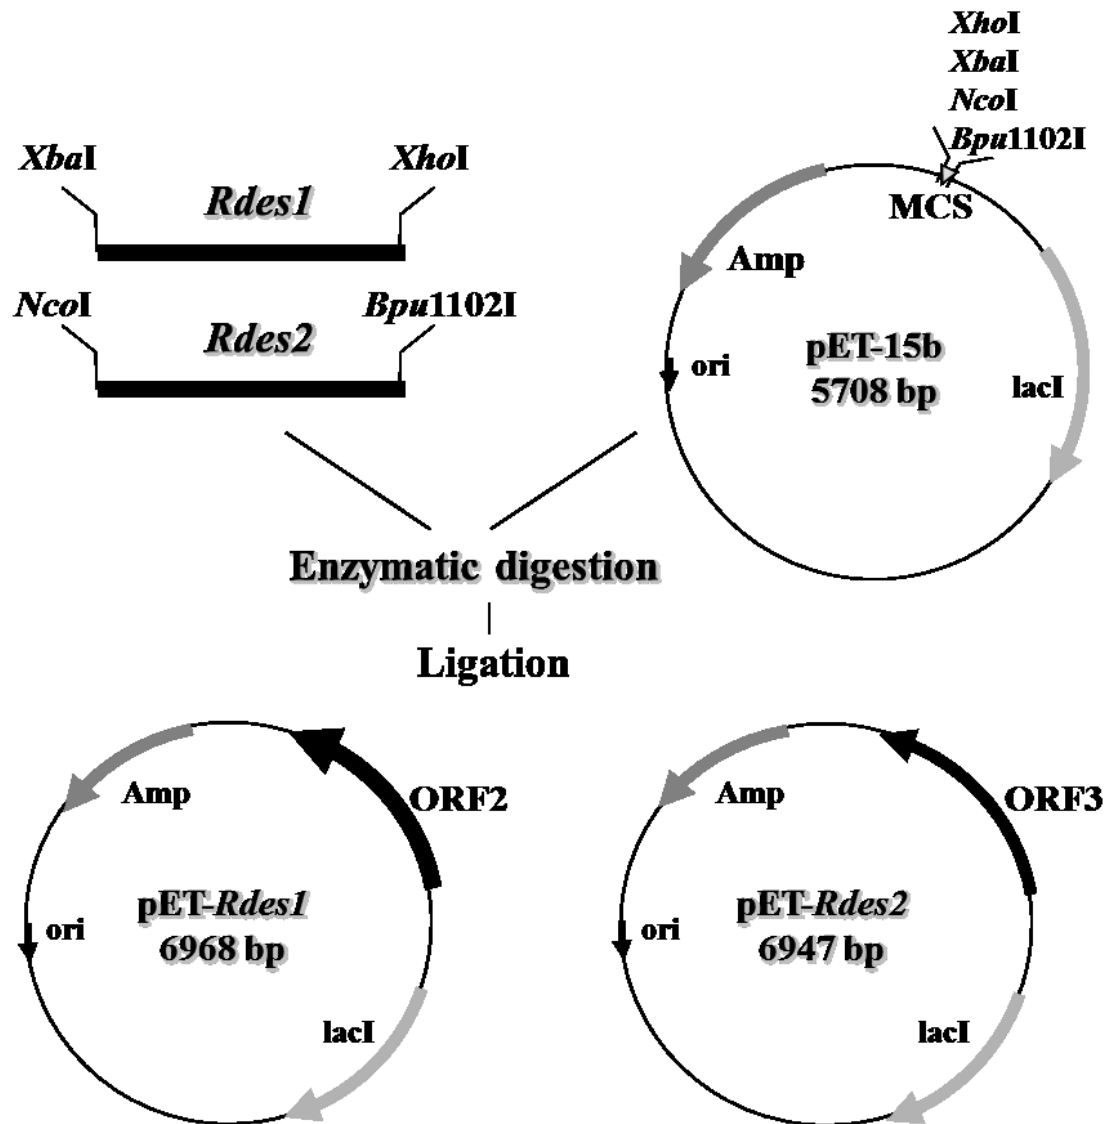 XhoI
XbaI
NcoI
Bpu1102I
MCS
XbaI
XhoI
Rdes1
NcoI
Bpu1102I
Rdes2
Amp
ori
pET-15b
5708 bp
lacI
Enzymatic digestion
Ligation
Amp
ORF2
pET-Rdes1
6968 bp
ori
lacI
Amp
ORF3
pET-Rdes2
6947 bp
ori
lacI